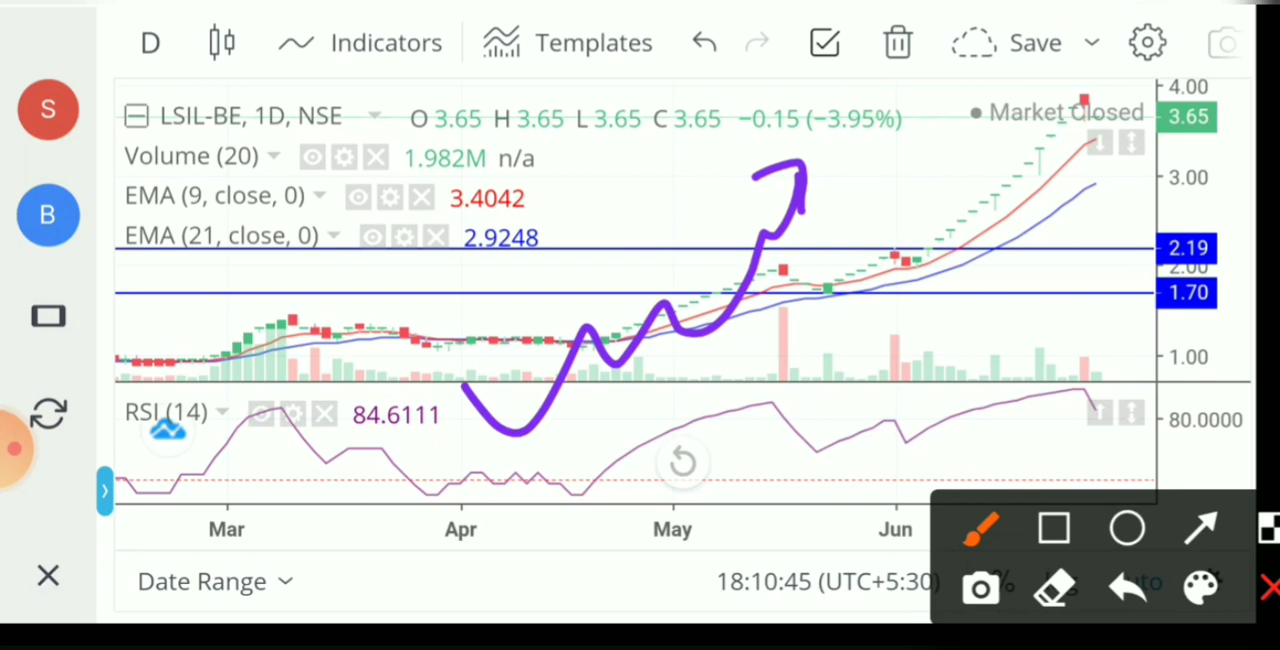 D Indicators Templates Save
S
LSIL-BE, 1D, NSE O 3.65 H 3.65 L 3.65 C 3.65 −0.15 (−3.95%) Market Closed
4.00
3.65
Volume (20) 1.982M n/a
3.00
EMA (9, close, 0) 3.4042
B
EMA (21, close, 0) 2.9248
2.19
2.00
1.70
1.00
RSI (14) 84.6111
80.0000
Mar Apr May Jun
Date Range 18:10:45 (UTC+5:30) %